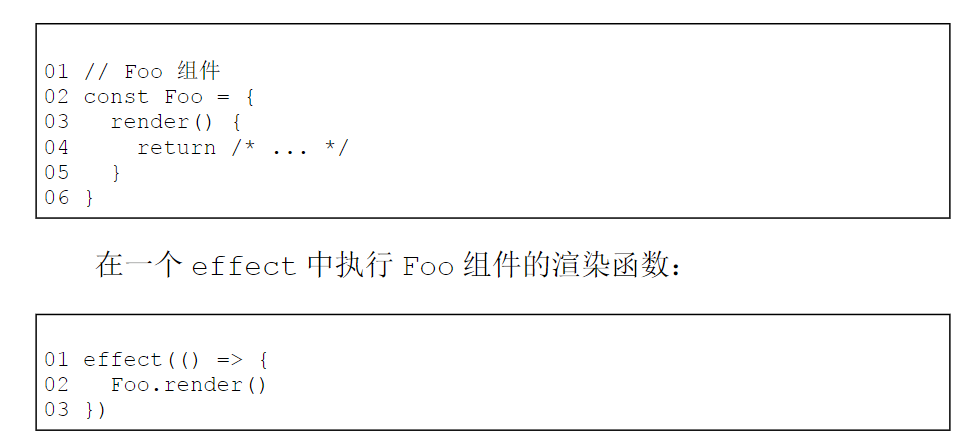 01 // Foo 组件
02 const Foo = {
03   render() {
04     return /* ... */
05   }
06 }
在一个 effect 中执行 Foo 组件的渲染函数：
01 effect(() => {
02   Foo.render()
03 })